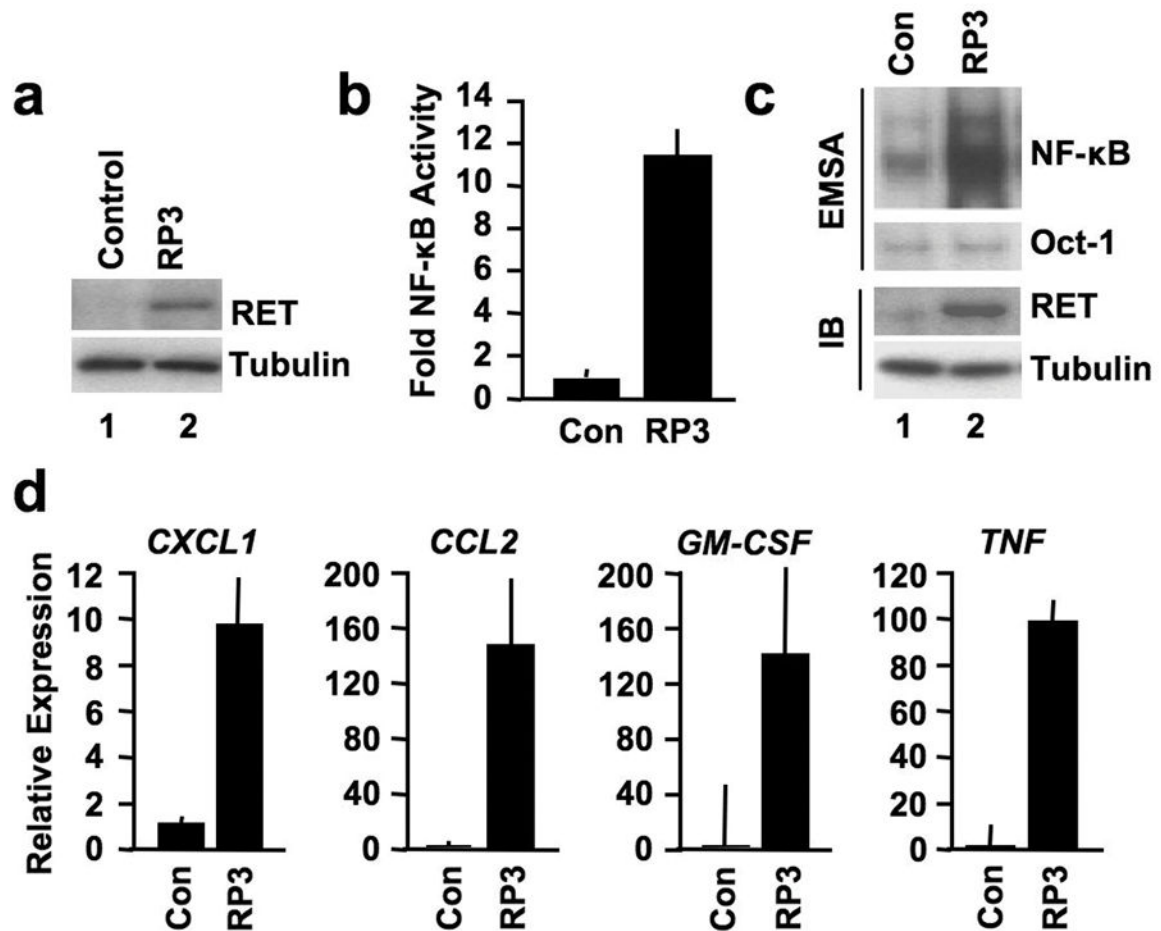 a
Control
RP3
RET
Tubulin
1 2
b
Fold NF-κB Activity
14
12
10
8
6
4
2
0
Con RP3
c
Con
RP3
EMSA
NF-κB
Oct-1
IB
RET
Tubulin
1 2
d
Relative Expression
CXCL1
12
10
8
6
4
2
0
Con
RP3
CCL2
200
160
120
80
40
0
Con
RP3
GM-CSF
200
160
120
80
40
0
Con
RP3
TNF
120
100
80
60
40
20
0
Con
RP3